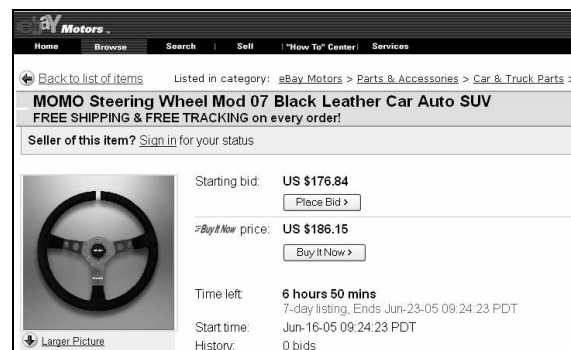 eBay Motors
Home Browse Search | Sell | "How To" Center | Services
Back to list of items Listed in category: eBay Motors > Parts & Accessories > Car & Truck Parts >
MOMO Steering Wheel Mod 07 Black Leather Car Auto SUV
FREE SHIPPING & FREE TRACKING on every order!
Seller of this item? Sign in for your status
Starting bid: US $176.84
Place Bid >
Buy It Now price: US $186.15
Buy It Now >
Time left: 6 hours 50 mins
7-day listing, Ends Jun-23-05 09:24:23 PDT
Start time: Jun-16-05 09:24:23 PDT
Larger Picture History: 0 bids